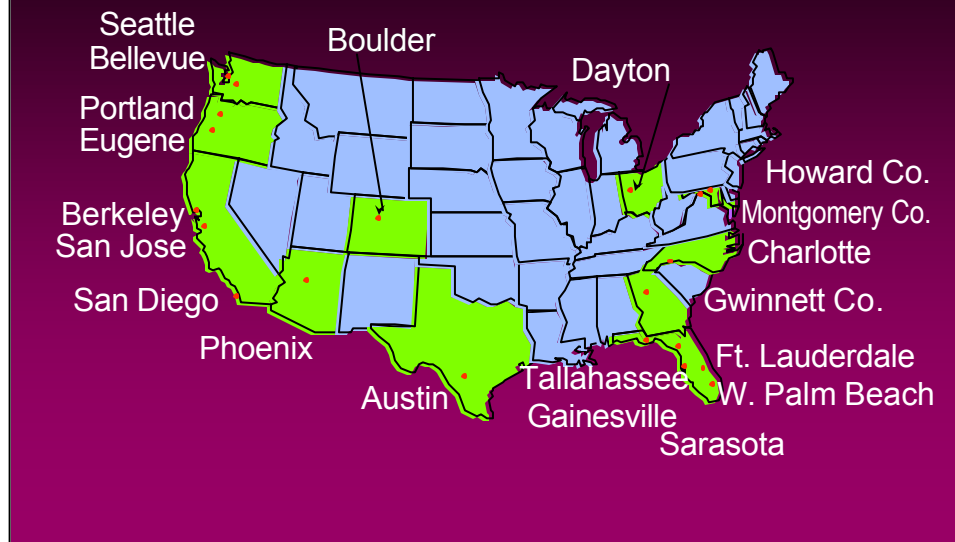 Seattle
Bellevue
Boulder
Dayton
Portland
Eugene
Howard Co.
Berkeley
Montgomery Co.
San Jose
Charlotte
San Diego
Gwinnett Co.
Phoenix
Ft. Lauderdale
Austin
Tallahassee
W. Palm Beach
Gainesville
Sarasota